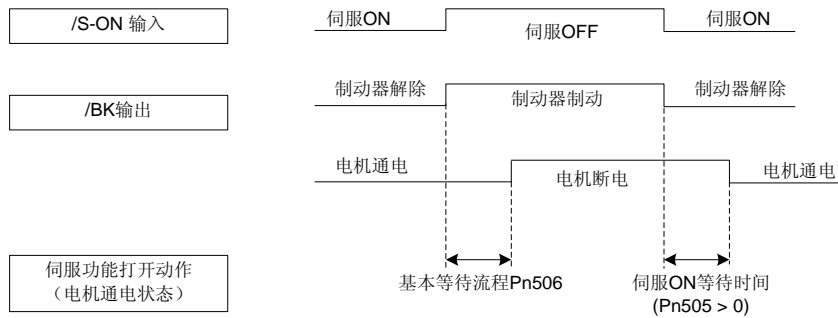 /S-ON 输入
伺服ON
伺服OFF
伺服ON
/BK输出
制动器解除
制动器制动
制动器解除
电机通电
电机断电
电机通电
伺服功能打开动作
（电机通电状态）
基本等待流程Pn506
伺服ON等待时间
(Pn505 > 0)